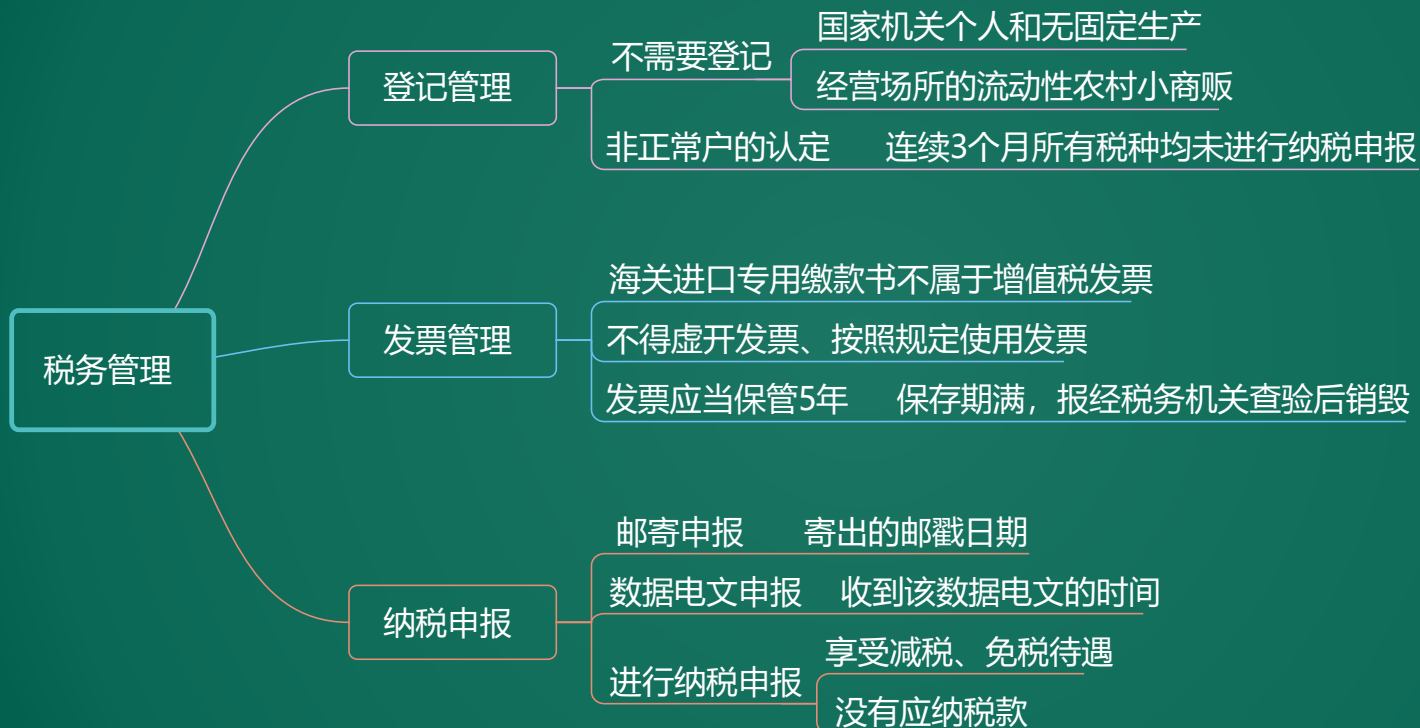 税务管理
登记管理
不需要登记
国家机关个人和无固定生产
经营场所的流动性农村小商贩
非正常户的认定
连续3个月所有税种均未进行纳税申报
发票管理
海关进口专用缴款书不属于增值税发票
不得虚开发票、按照规定使用发票
发票应当保管5年
保存期满，报经税务机关查验后销毁
纳税申报
邮寄申报
寄出的邮戳日期
数据电文申报
收到该数据电文的时间
进行纳税申报
享受减税、免税待遇
没有应纳税款